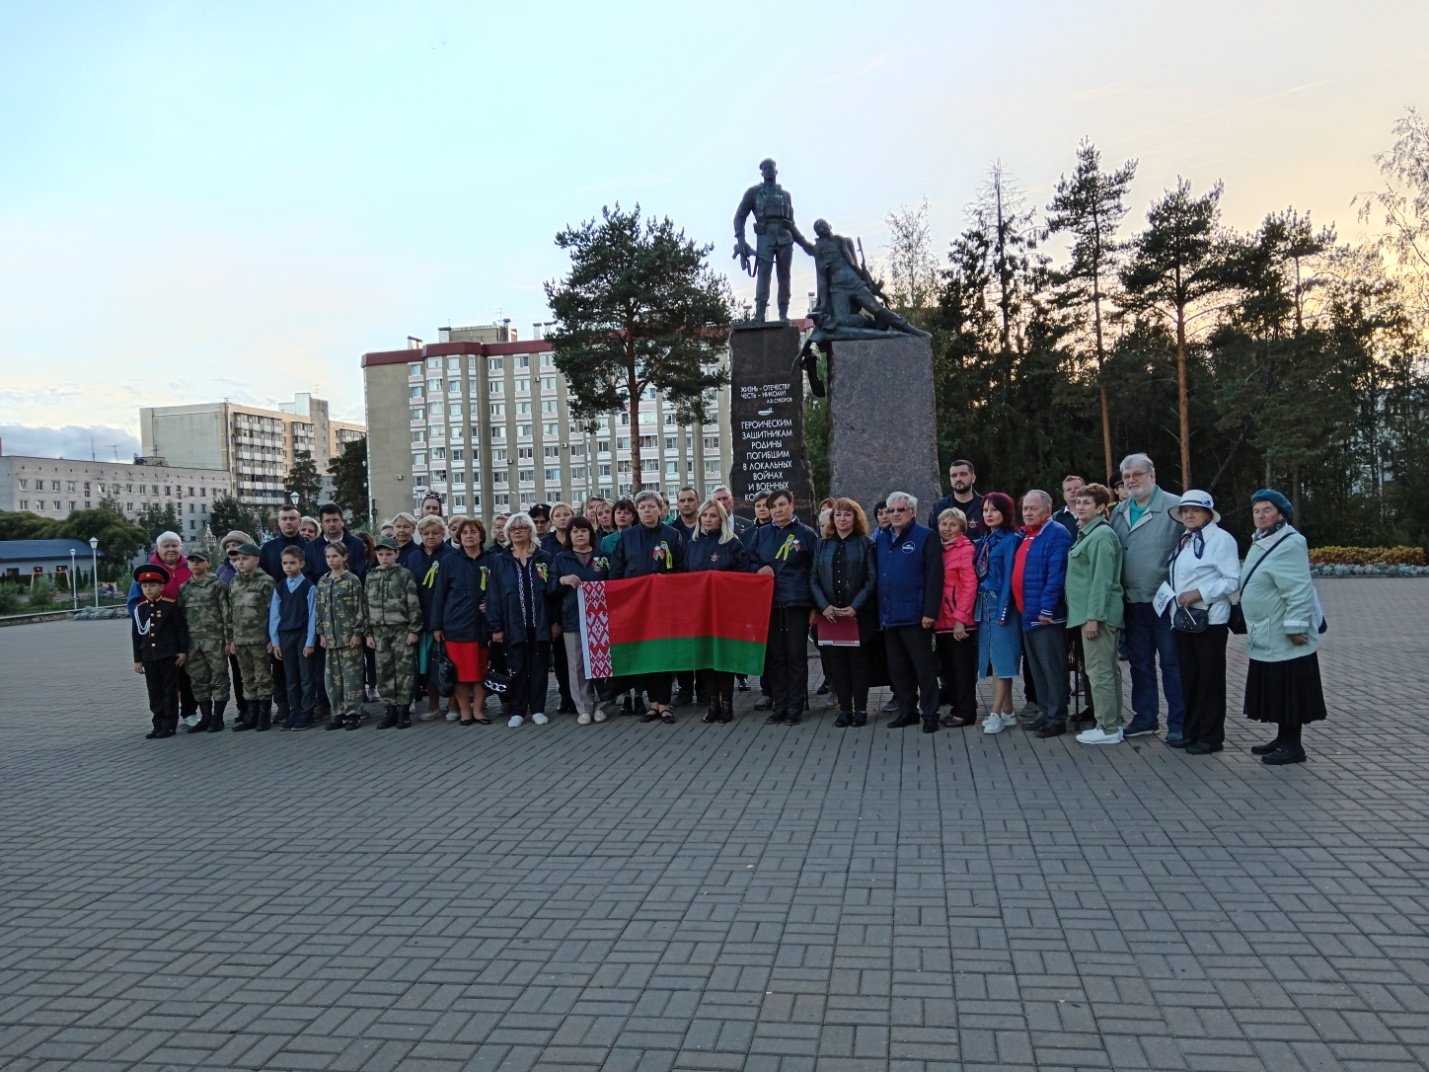 ЖИЗНЬ - ОТЕЧЕСТВУ
ЧЕСТЬ - НИКОМУ!
А.В.СУВОРОВ
ГЕРОИЧЕСКИМ
ЗАЩИТНИКАМ
РОДИНЫ
ПОГИБШИМ
В ЛОКАЛЬНЫХ
ВОЙНАХ
И ВОЕННЫХ